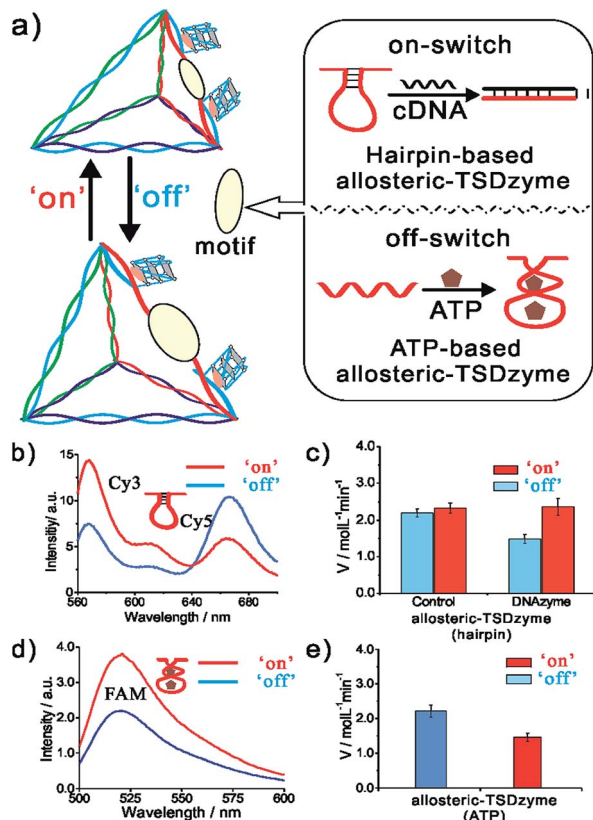 a)
on-switch
cDNA
Hairpin-based
allosteric-TSDzyme
'on'
'off'
motif
off-switch
ATP
ATP-based
allosteric-TSDzyme
b)
Intensitiy/ a.u.
15
10
5
0
Cy3
Cy5
'on'
'off'
560
600
640
680
Wavelength / nm
c)
V / molL⁻¹min⁻¹
4.0
3.0
2.0
1.0
0.0
'on'
'off'
Control
DNAzyme
allosteric-TSDzyme
(hairpin)
d)
Intensity / a.u.
4.0
3.0
2.0
1.0
0.0
FAM
'on'
'off'
500
525
550
575
600
Wavelength / nm
e)
V / molL⁻¹min⁻¹
4.0
3.0
2.0
1.0
0.0
'on'
'off'
allosteric-TSDzyme
(ATP)